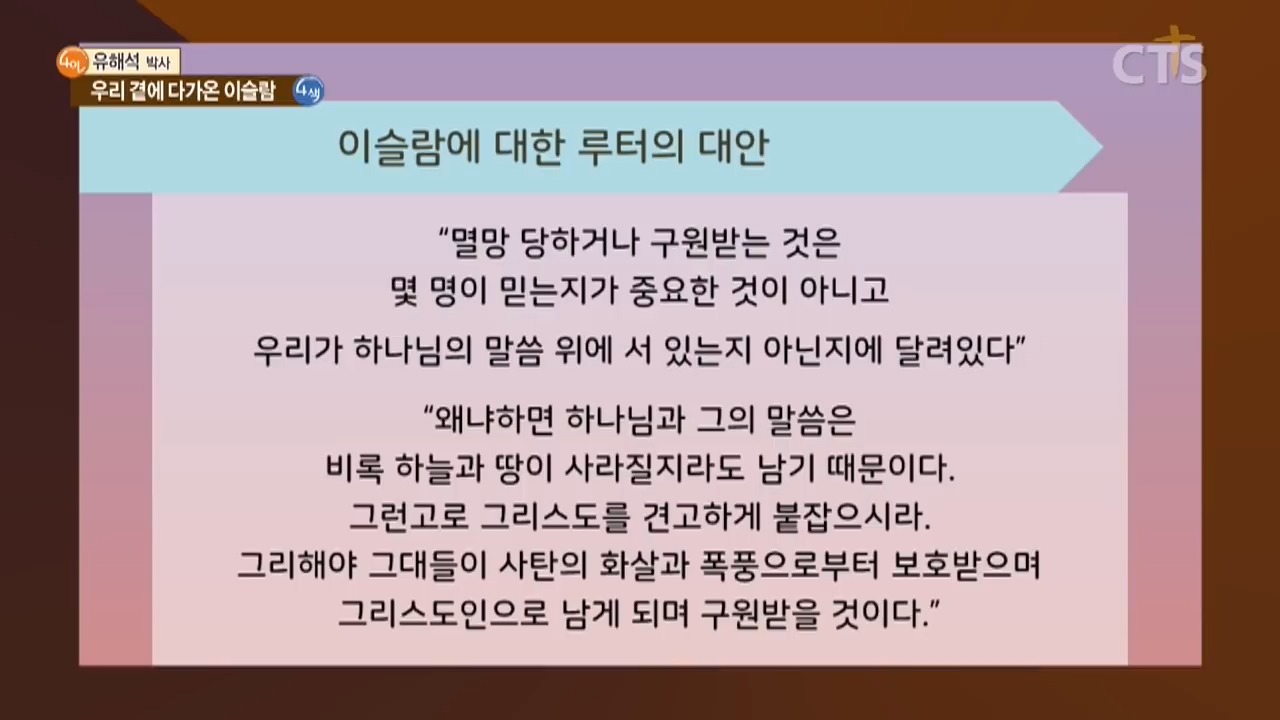 4인 유해석 박사
우리 곁에 다가온 이슬람 4색
CTS
이슬람에 대한 루터의 대안
“멸망 당하거나 구원받는 것은
몇 명이 믿는지가 중요한 것이 아니고
우리가 하나님의 말씀 위에 서 있는지 아닌지에 달려있다”
“왜냐하면 하나님과 그의 말씀은
비록 하늘과 땅이 사라질지라도 남기 때문이다.
그런고로 그리스도를 견고하게 붙잡으시라.
그리해야 그대들이 사탄의 화살과 폭풍으로부터 보호받으며
그리스도인으로 남게 되며 구원받을 것이다.”